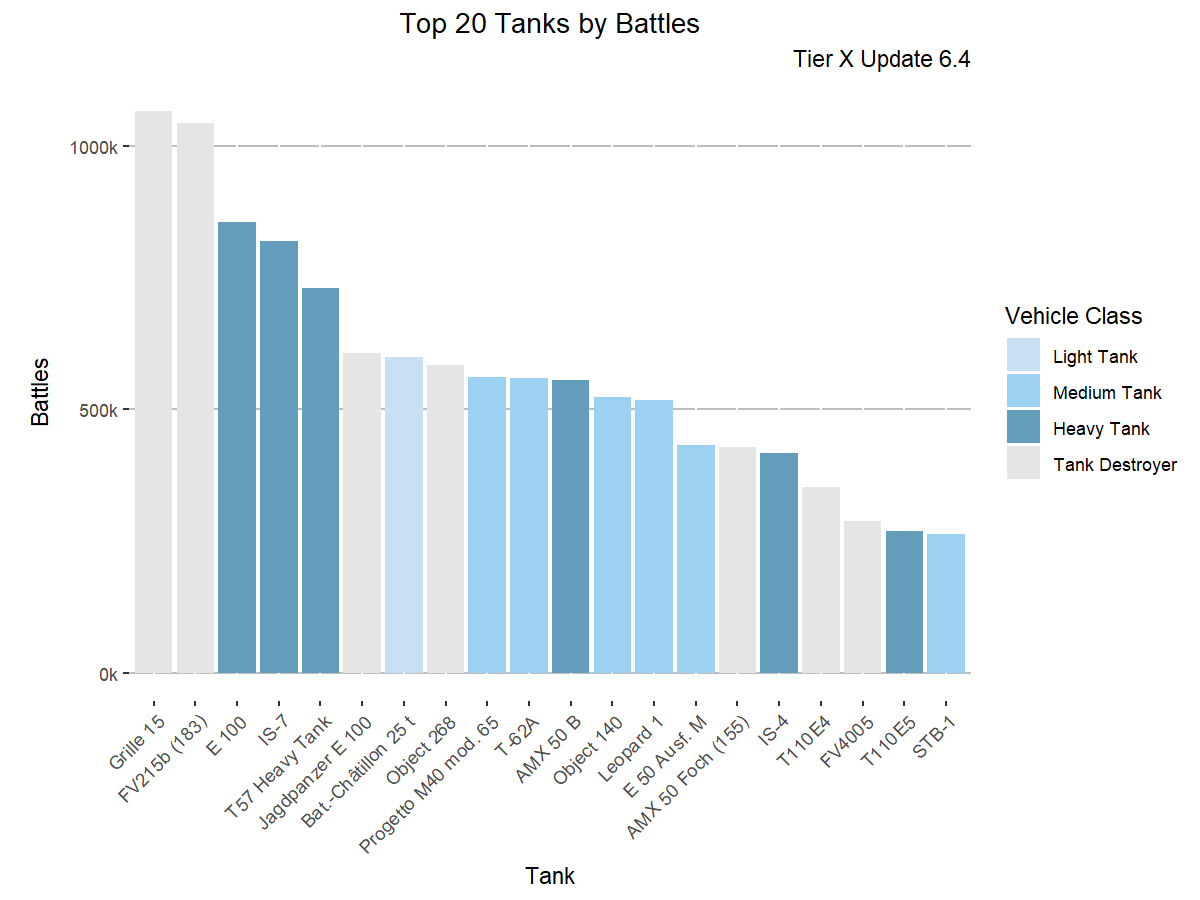 Top 20 Tanks by Battles
Tier X Update 6.4
1000k
500k
0k
Battles
Grille 15
FV215b (183)
E 100
IS-7
T57 Heavy Tank
Jagdpanzer E 100
Bat.-Châtillon 25 t
Object 268
Progetto M40 mod. 65
T-62A
AMX 50 B
Object 140
Leopard 1
E 50 Ausf. M
AMX 50 Foch (155)
IS-4
T110E4
FV4005
T110E5
STB-1
Tank
Vehicle Class
Light Tank
Medium Tank
Heavy Tank
Tank Destroyer